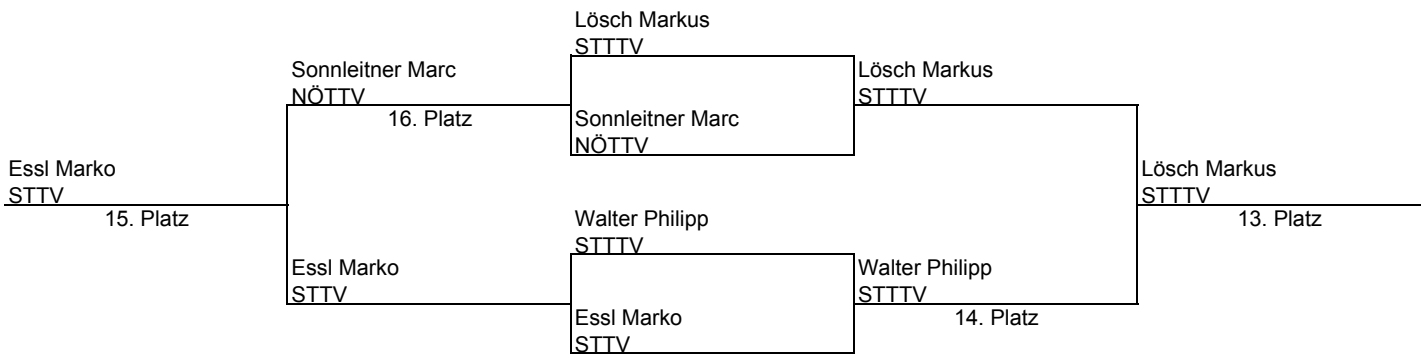 Lösch Markus
STTTV
Sonnleitner Marc
NÖTTV
Lösch Markus
STTTV
16. Platz
Sonnleitner Marc
NÖTTV
Essl Marko
STTV
Lösch Markus
STTTV
15. Platz
Walter Philipp
STTTV
13. Platz
Essl Marko
STTV
Walter Philipp
STTTV
Essl Marko
STTV
14. Platz